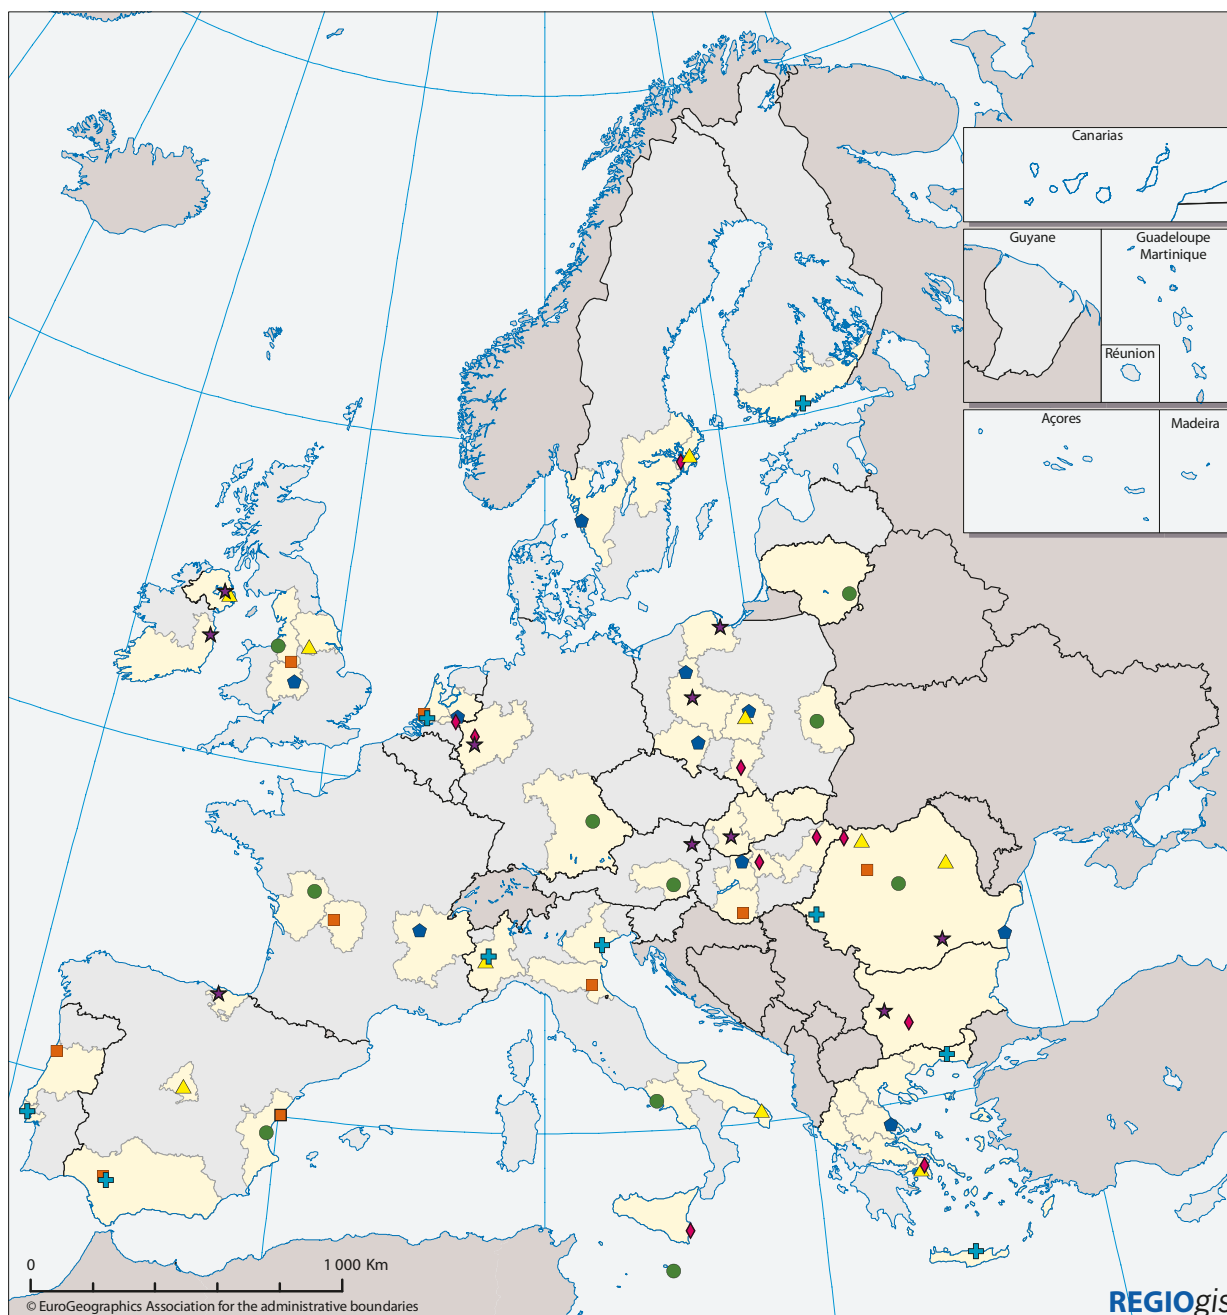 Canarias
Guyane
Guadeloupe
Martinique
Réunion
Açores
Madeira
0
1 000 Km
© EuroGeographics Association for the administrative boundaries
REGIOgis